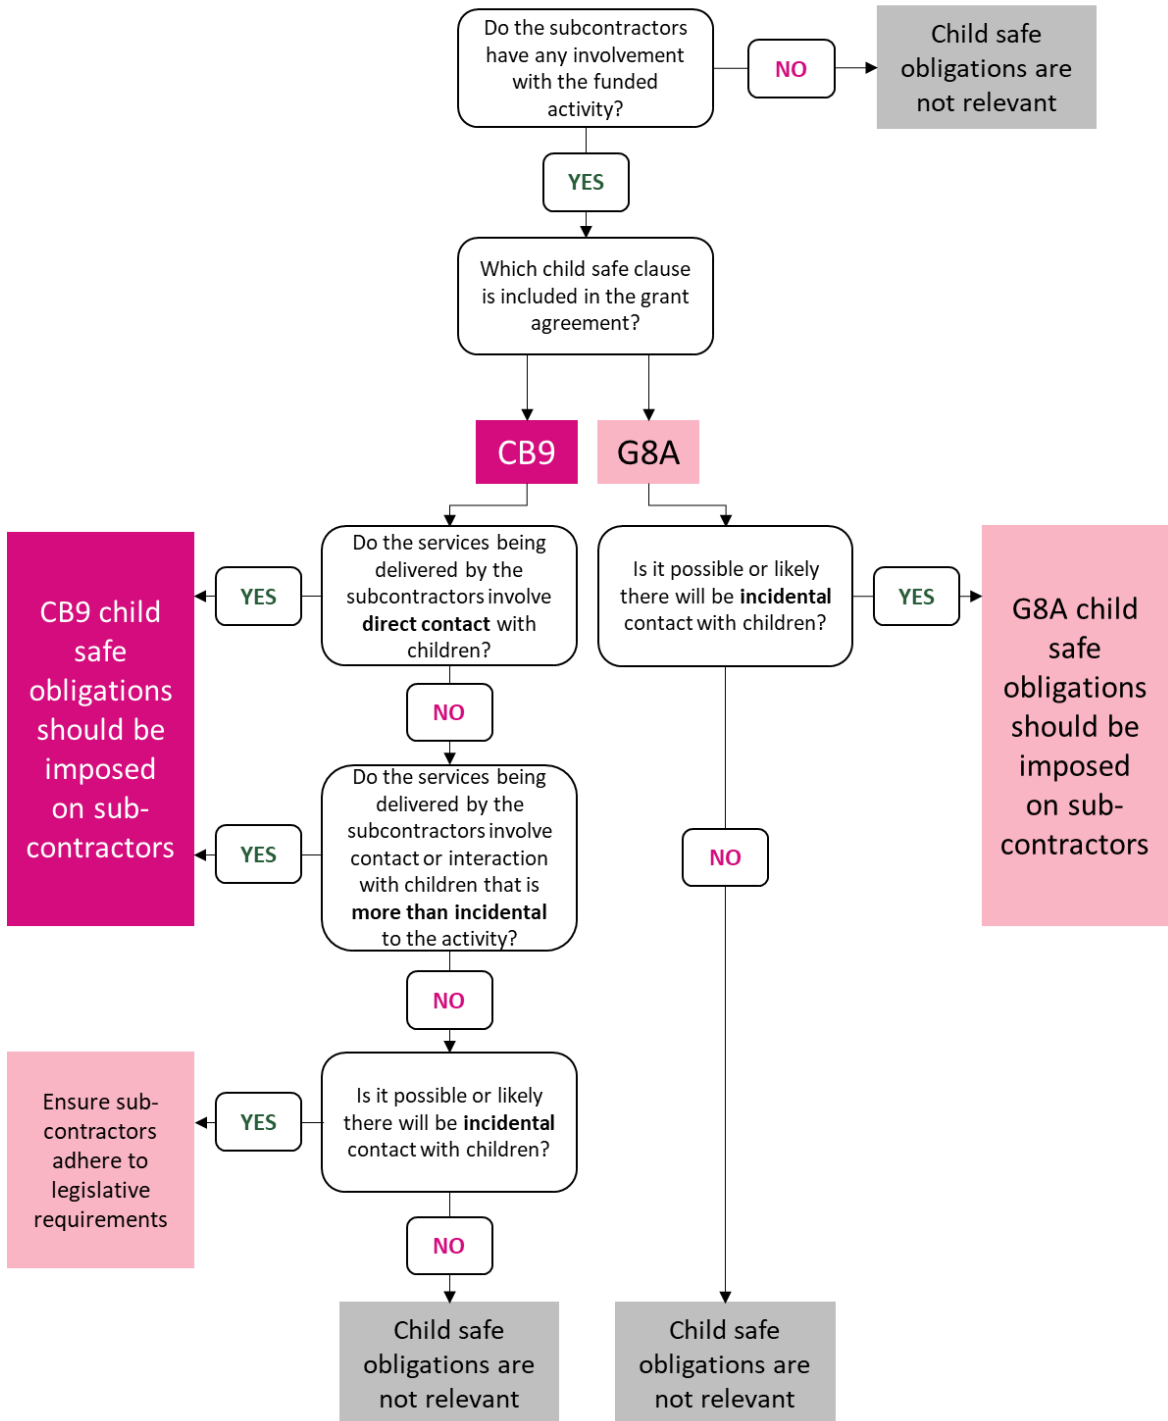 Do the subcontractors
have any involvement
with the funded
activity?
NO
Child safe
obligations are
not relevant
YES
Which child safe clause
is included in the grant
agreement?
CB9
G8A
Do the services being
delivered by the
subcontractors involve
direct contact with
children?
YES
CB9 child
safe
obligations
should be
imposed
on sub-
contractors
Is it possible or likely
there will be incidental
contact with children?
YES
G8A child
safe
obligations
should be
imposed
on sub-
contractors
NO
Do the services being
delivered by the
subcontractors involve
contact or interaction
with children that is
more than incidental
to the activity?
YES
NO
NO
Is it possible or likely
there will be incidental
contact with children?
YES
Ensure sub-
contractors
adhere to
legislative
requirements
NO
Child safe
obligations are
not relevant
Child safe
obligations are
not relevant